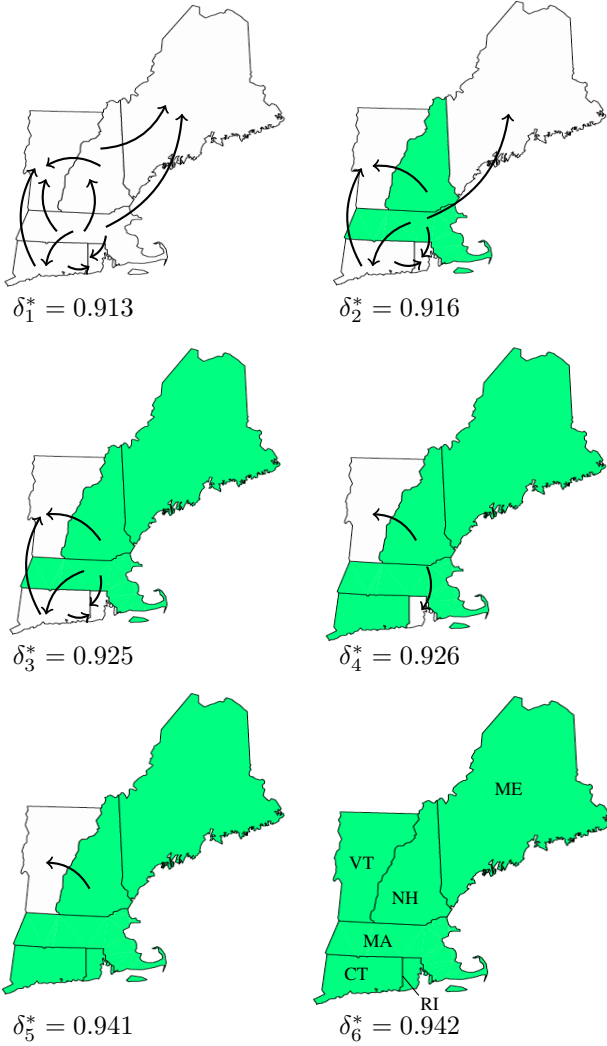 δ₁* = 0.913
δ₂* = 0.916
δ₃* = 0.925
δ₄* = 0.926
ME
VT
NH
MA
CT
RI
δ₅* = 0.941
δ₆* = 0.942